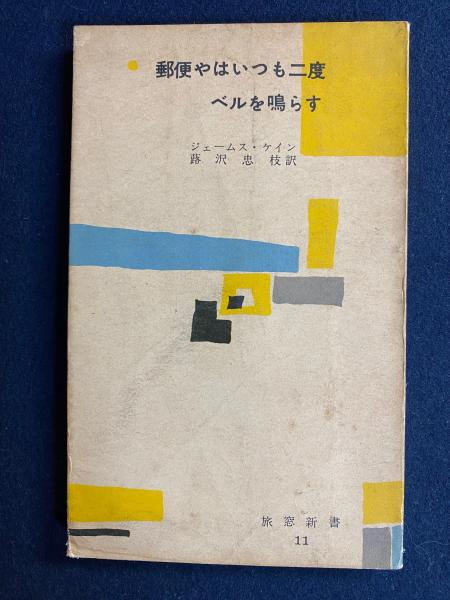 郵便やはいつも二度
ベルを鳴らす
ジェームス・ケイン
蕗沢忠枝訳
旅窓新書
11